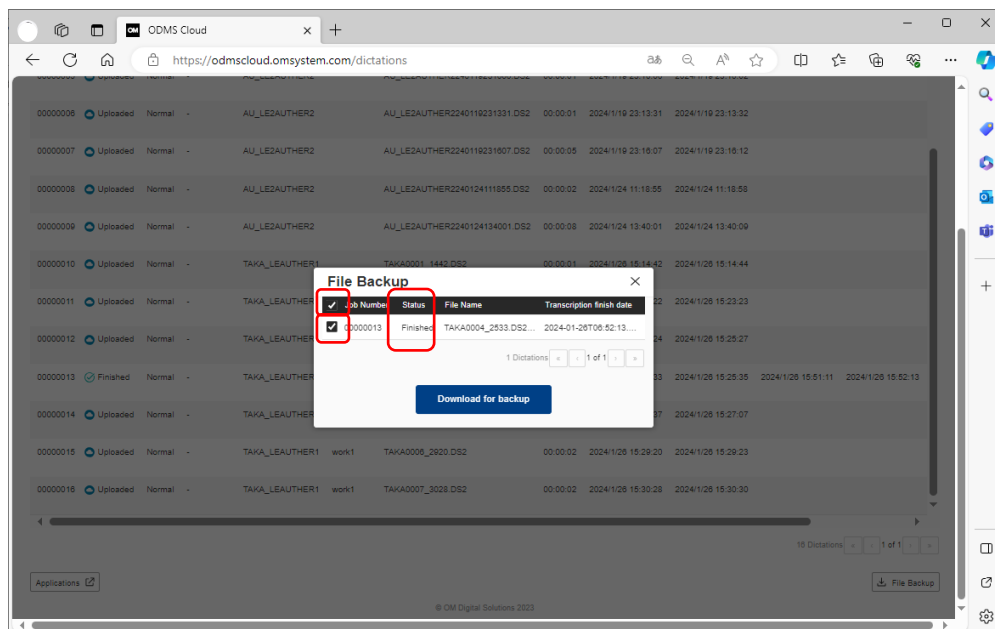 ODMS Cloud
https://odmscloud.omsystem.com/dictations
00000006 Uploaded Normal - AU_LE2AUTHER2 AU_LE2AUTHER2240119231331.DS2 00:00:01 2024/1/19 23:13:31 2024/1/19 23:13:32
00000007 Uploaded Normal - AU_LE2AUTHER2 AU_LE2AUTHER2240119231607.DS2 00:00:05 2024/1/19 23:16:07 2024/1/19 23:16:12
00000008 Uploaded Normal - AU_LE2AUTHER2 AU_LE2AUTHER2240124111855.DS2 00:00:02 2024/1/24 11:18:55 2024/1/24 11:18:58
00000009 Uploaded Normal - AU_LE2AUTHER2 AU_LE2AUTHER2240124134001.DS2 00:00:08 2024/1/24 13:40:01 2024/1/24 13:40:09
00000010 Uploaded Normal - TAKA_LEAUTHER1 TAKA0001_1442.DS2 00:00:01 2024/1/26 15:14:42 2024/1/26 15:14:44
File Backup
Job Number Status File Name Transcription finish date
00000011 Uploaded Normal - TAKA_LEAUTHER 22 2024/1/26 15:23:23
00000013 Finished TAKA0004_2533.DS2... 2024-01-26T06:52:13....
00000012 Uploaded Normal - TAKA_LEAUTHER 24 2024/1/26 15:25:27
1 Dictations « ‹ 1 of 1 › »
00000013 Finished Normal - TAKA_LEAUTHER 33 2024/1/26 15:25:35 2024/1/26 15:51:11 2024/1/26 15:52:13
Download for backup
00000014 Uploaded Normal - TAKA_LEAUTHER 37 2024/1/26 15:27:07
00000015 Uploaded Normal - TAKA_LEAUTHER1 work1 TAKA0006_2920.DS2 00:00:02 2024/1/26 15:29:20 2024/1/26 15:29:23
00000016 Uploaded Normal - TAKA_LEAUTHER1 work1 TAKA0007_3028.DS2 00:00:02 2024/1/26 15:30:28 2024/1/26 15:30:30
16 Dictations « ‹ 1 of 1 › »
Applications File Backup
© OM Digital Solutions 2023